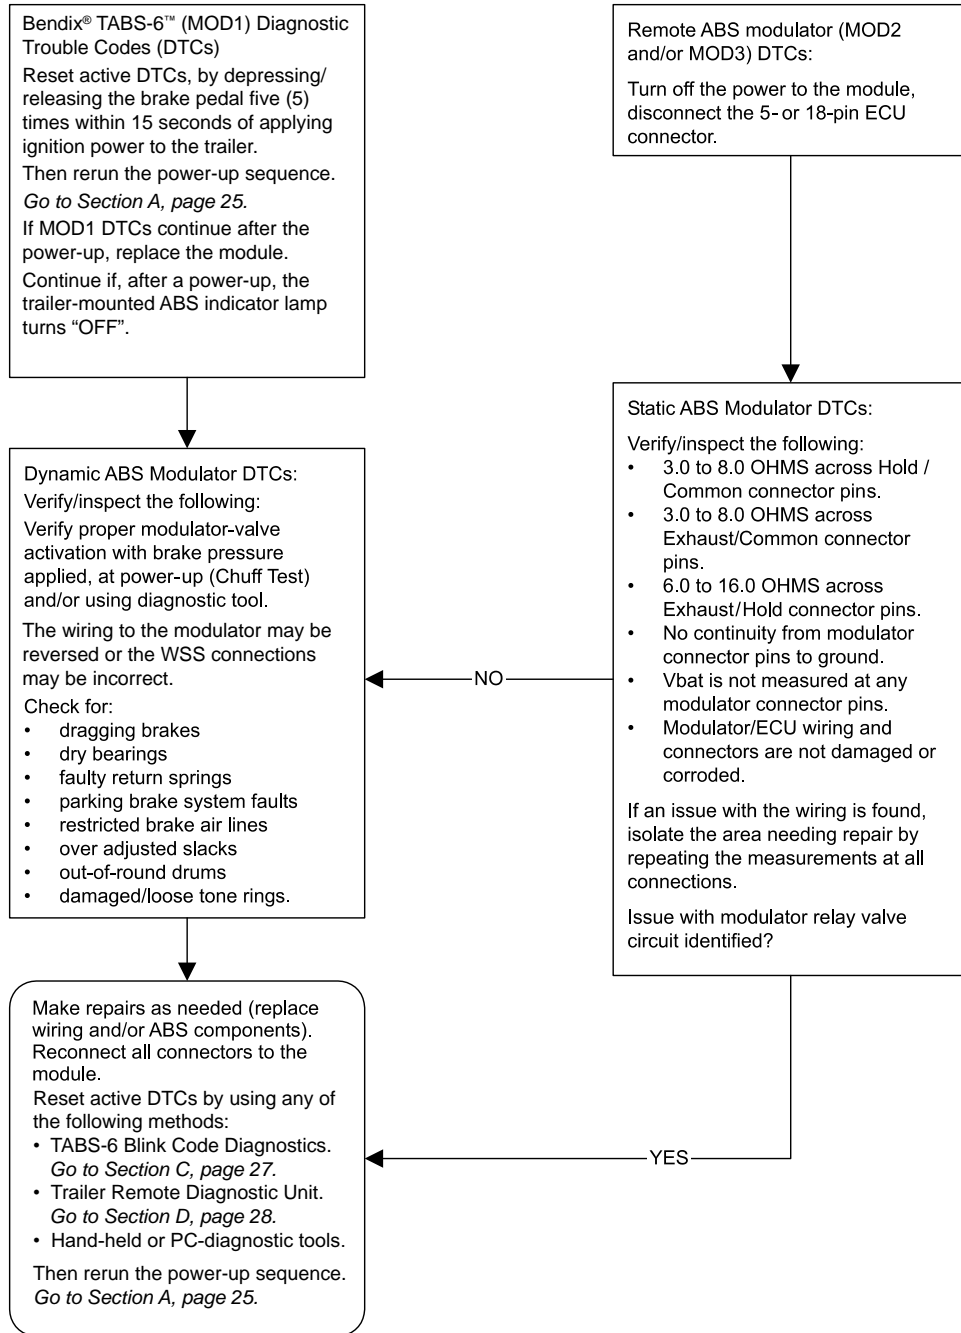 Bendix® TABS-6™ (MOD1) Diagnostic
Trouble Codes (DTCs)
Reset active DTCs, by depressing/
releasing the brake pedal five (5)
times within 15 seconds of applying
ignition power to the trailer.
Then rerun the power-up sequence.
Go to Section A, page 25.
If MOD1 DTCs continue after the
power-up, replace the module.
Continue if, after a power-up, the
trailer-mounted ABS indicator lamp
turns “OFF”.
Remote ABS modulator (MOD2
and/or MOD3) DTCs:
Turn off the power to the module,
disconnect the 5- or 18-pin ECU
connector.
Dynamic ABS Modulator DTCs:
Verify/inspect the following:
Verify proper modulator-valve
activation with brake pressure
applied, at power-up (Chuff Test)
and/or using diagnostic tool.
The wiring to the modulator may be
reversed or the WSS connections
may be incorrect.
Check for:
• dragging brakes
• dry bearings
• faulty return springs
• parking brake system faults
• restricted brake air lines
• over adjusted slacks
• out-of-round drums
• damaged/loose tone rings.
NO
Static ABS Modulator DTCs:
Verify/inspect the following:
• 3.0 to 8.0 OHMS across Hold /
Common connector pins.
• 3.0 to 8.0 OHMS across
Exhaust/Common connector
pins.
• 6.0 to 16.0 OHMS across
Exhaust/Hold connector pins.
• No continuity from modulator
connector pins to ground.
• Vbat is not measured at any
modulator connector pins.
• Modulator/ECU wiring and
connectors are not damaged or
corroded.
If an issue with the wiring is found,
isolate the area needing repair by
repeating the measurements at all
connections.
Issue with modulator relay valve
circuit identified?
Make repairs as needed (replace
wiring and/or ABS components).
Reconnect all connectors to the
module.
Reset active DTCs by using any of
the following methods:
• TABS-6 Blink Code Diagnostics.
Go to Section C, page 27.
• Trailer Remote Diagnostic Unit.
Go to Section D, page 28.
• Hand-held or PC-diagnostic tools.
Then rerun the power-up sequence.
Go to Section A, page 25.
YES